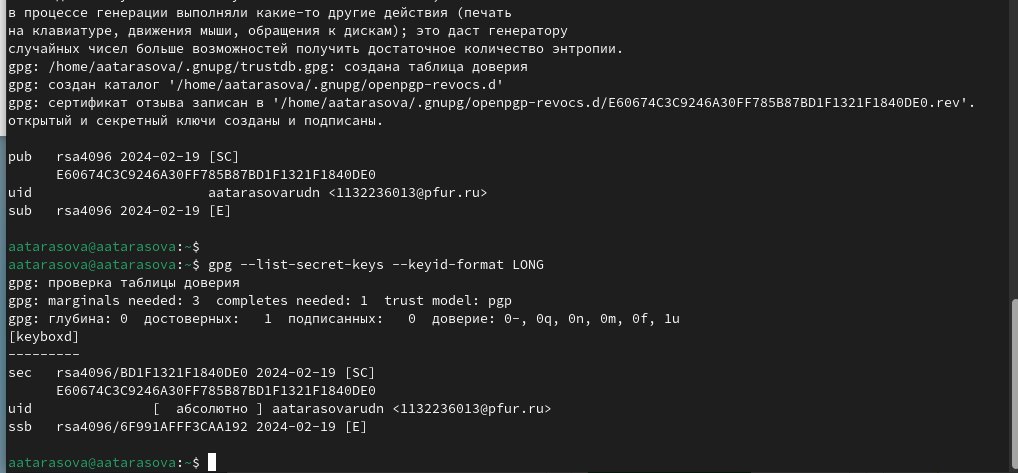 в процессе генерации выполняли какие-то другие действия (печать
на клавиатуре, движения мыши, обращения к дискам); это даст генератору
случайных чисел больше возможностей получить достаточное количество энтропии.
gpg: /home/aatarasova/.gnupg/trustdb.gpg: создана таблица доверия
gpg: создан каталог '/home/aatarasova/.gnupg/openpgp-revocs.d'
gpg: сертификат отзыва записан в '/home/aatarasova/.gnupg/openpgp-revocs.d/E60674C3C9246A30FF785B87BD1F1321F1840DE0.rev'.
открытый и секретный ключи созданы и подписаны.
pub   rsa4096 2024-02-19 [SC]
      E60674C3C9246A30FF785B87BD1F1321F1840DE0
uid                      aatarasovarudn <1132236013@pfur.ru>
sub   rsa4096 2024-02-19 [E]
aatarasova@aatarasova:~$
aatarasova@aatarasova:~$ gpg --list-secret-keys --keyid-format LONG
gpg: проверка таблицы доверия
gpg: marginals needed: 3  completes needed: 1  trust model: pgp
gpg: глубина: 0  достоверных:   1  подписанных:   0  доверие: 0-, 0q, 0n, 0m, 0f, 1u
[keyboxd]
---------
sec   rsa4096/BD1F1321F1840DE0 2024-02-19 [SC]
      E60674C3C9246A30FF785B87BD1F1321F1840DE0
uid               [  абсолютно ] aatarasovarudn <1132236013@pfur.ru>
ssb   rsa4096/6F991AFFF3CAA192 2024-02-19 [E]
aatarasova@aatarasova:~$